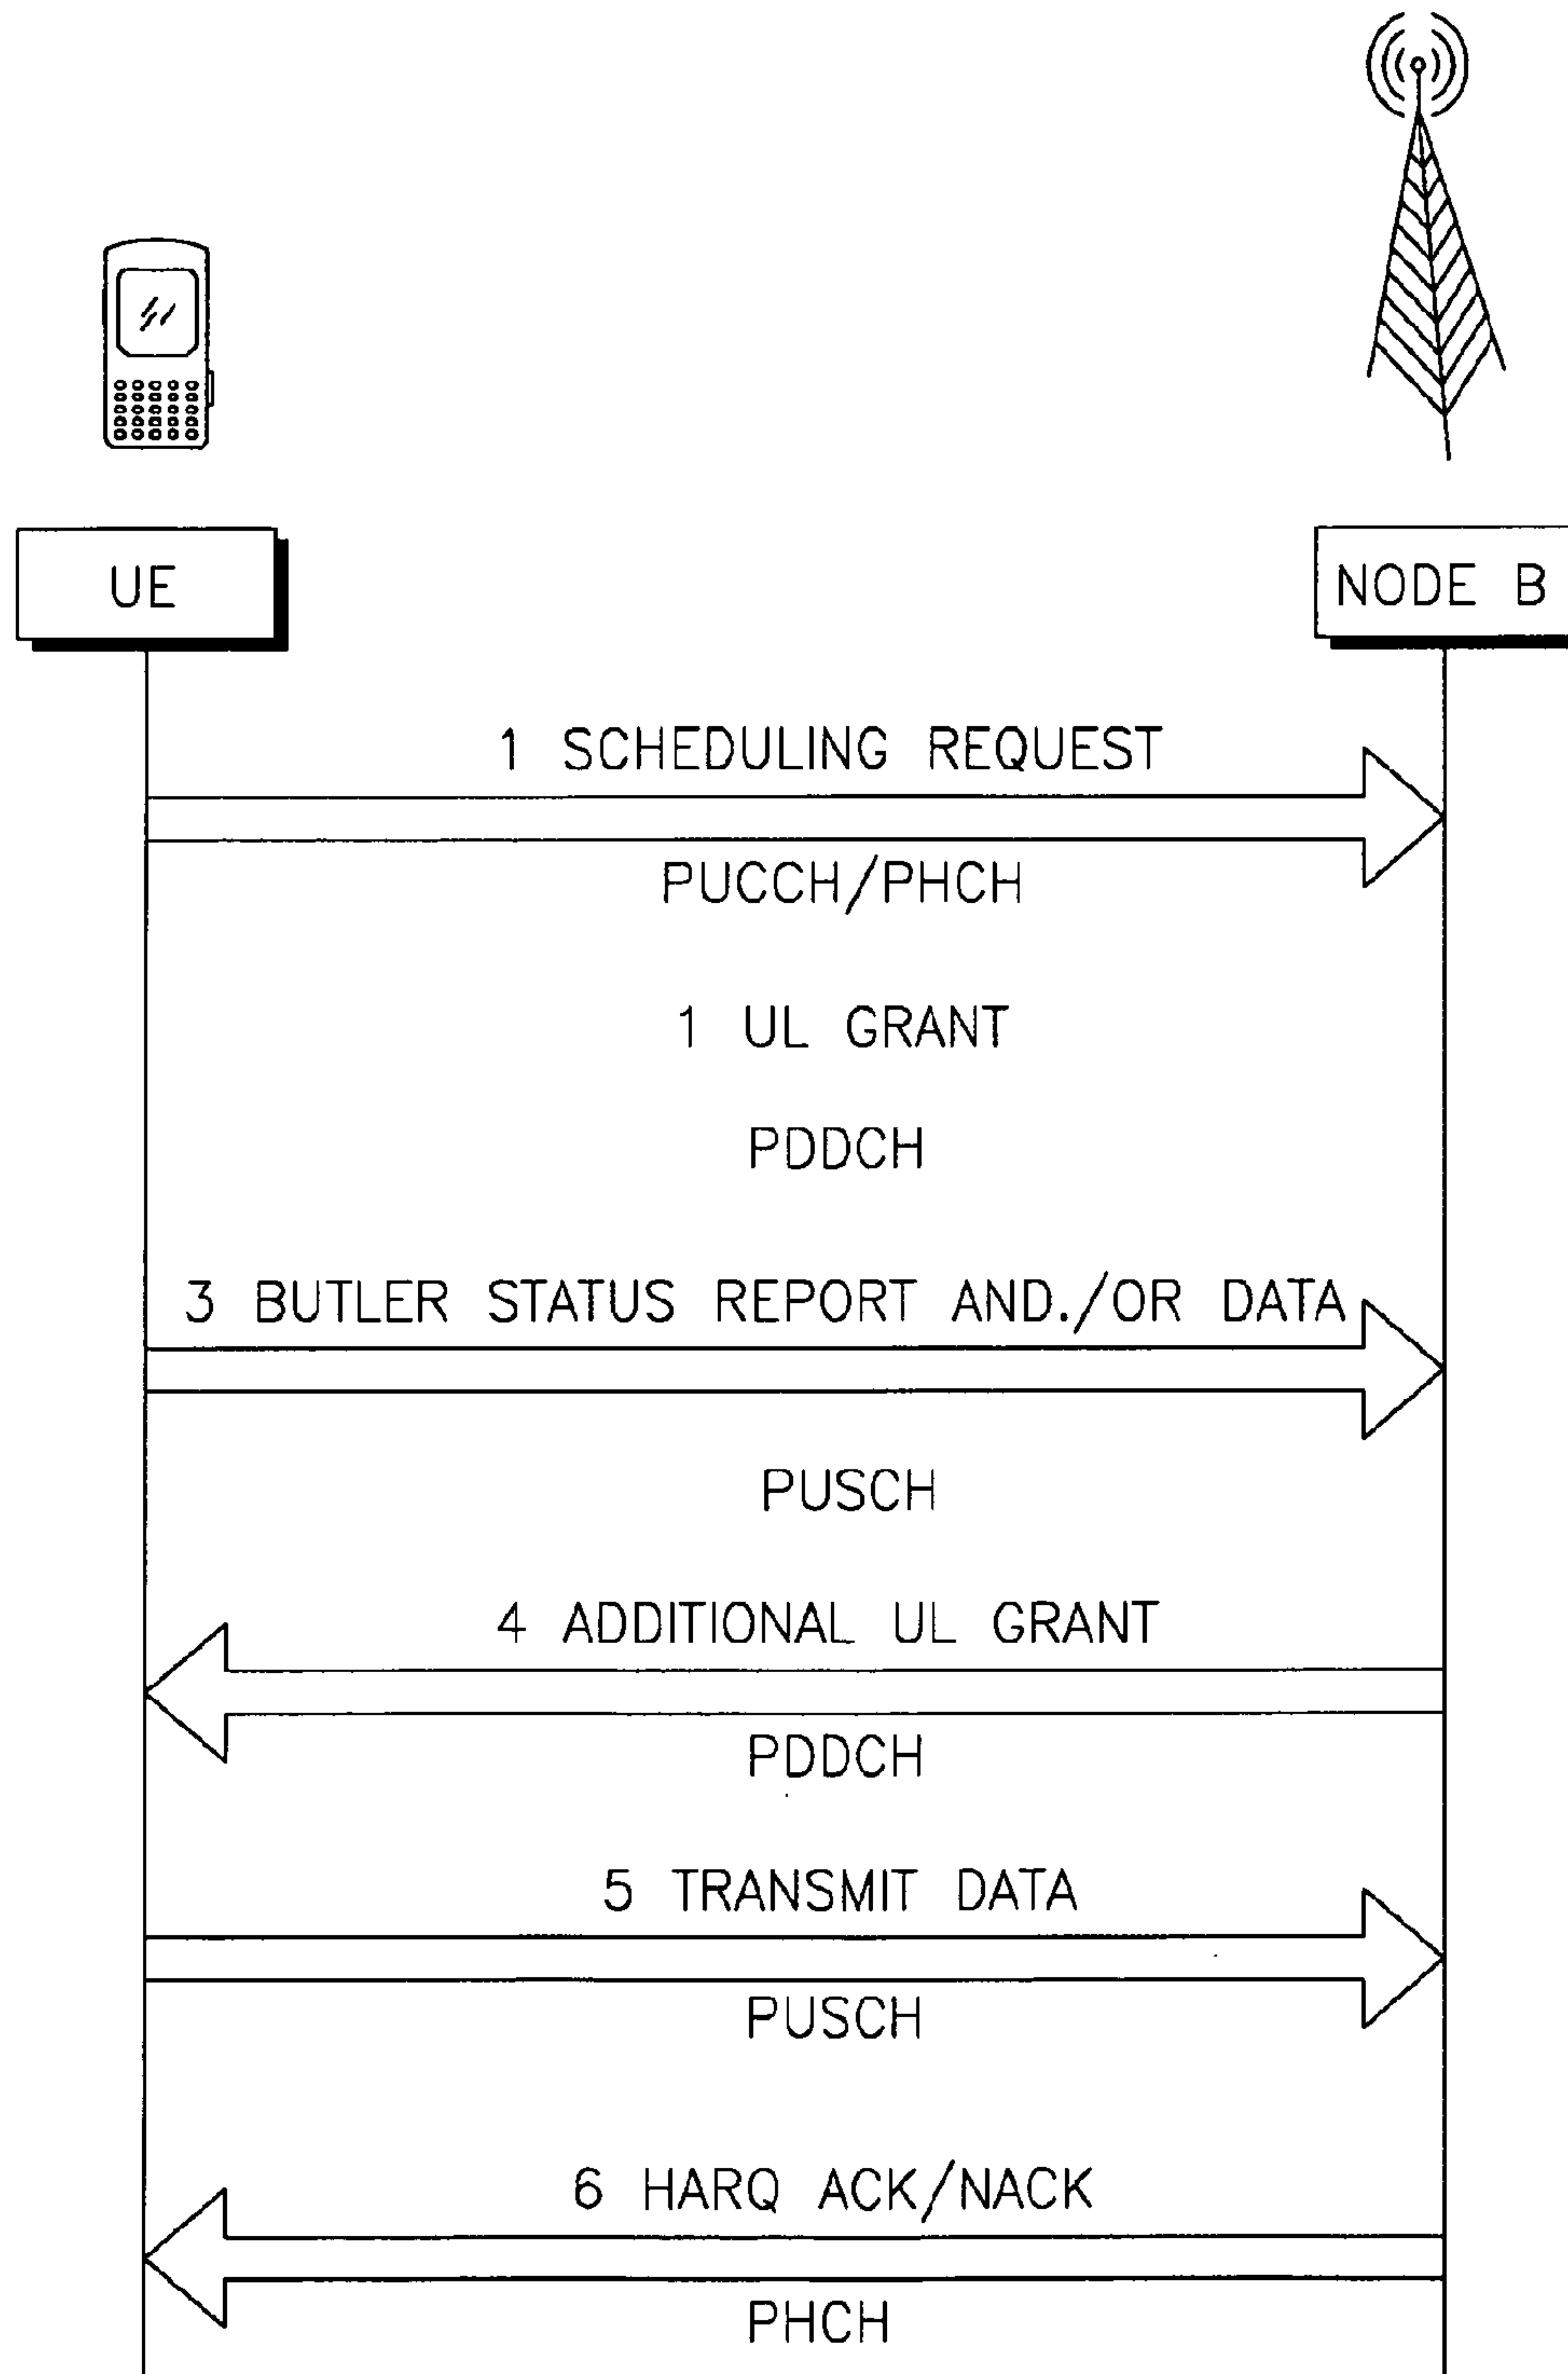 UE
NODE B
1 SCHEDULING REQUEST
PUCCH/PHCH
1 UL GRANT
PDDCH
3 BUTLER STATUS REPORT AND./OR DATA
PUSCH
4 ADDITIONAL UL GRANT
PDDCH
5 TRANSMIT DATA
PUSCH
6 HARQ ACK/NACK
PHCH